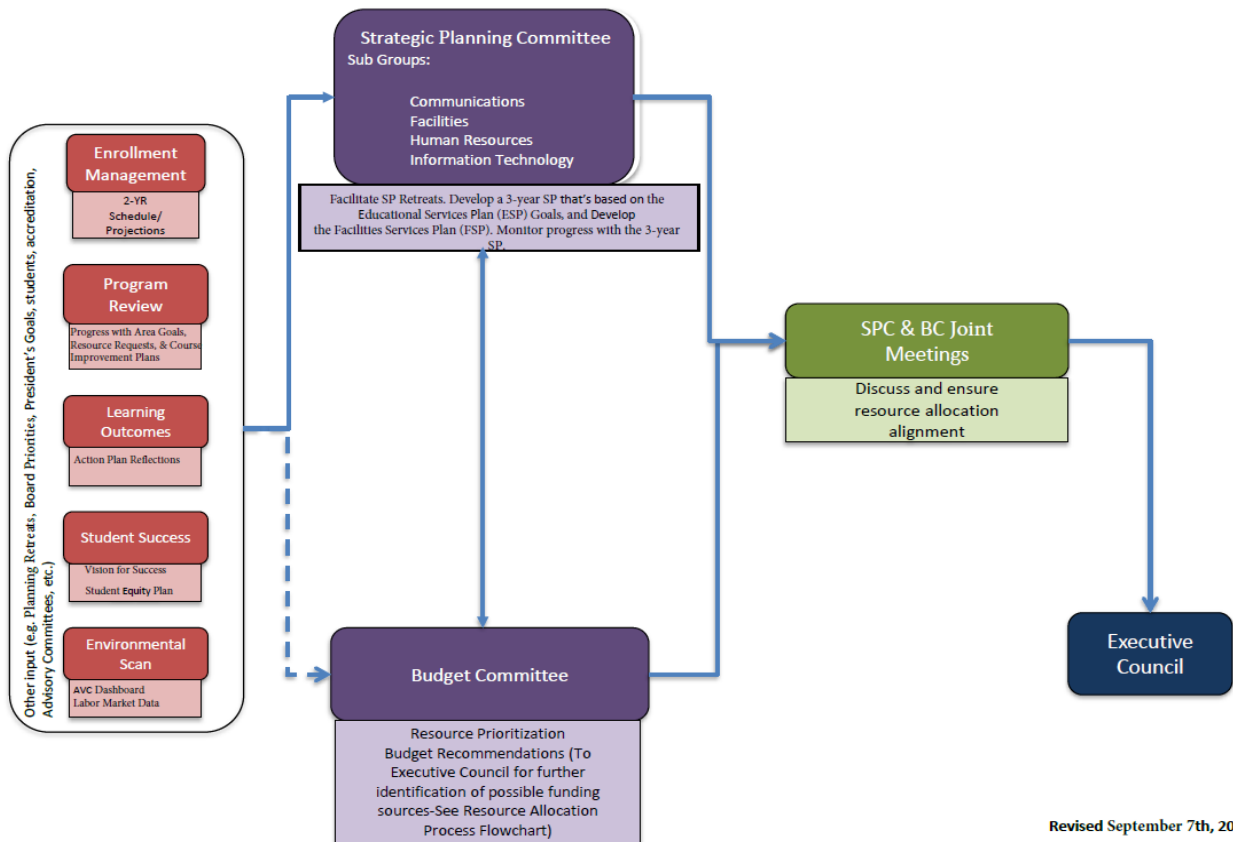 Other input (e.g. Planning Retreats, Board Priorities, President's Goals, students, accreditation,
Advisory Committees, etc.)
Enrollment
Management
2-YR
Schedule/
Projections
Program
Review
Progress with Area Goals,
Resource Requests, & Course
Improvement Plans
Learning
Outcomes
Action Plan Reflections
Student Success
Vision for Success
Student Equity Plan
Environmental
Scan
AVC Dashboard
Labor Market Data
Strategic Planning Committee
Sub Groups:
Communications
Facilities
Human Resources
Information Technology
Facilitate SP Retreats. Develop a 3-year SP that's based on the
Educational Services Plan (ESP) Goals, and Develop
the Facilities Services Plan (FSP). Monitor progress with the 3-year
SP.
Budget Committee
Resource Prioritization
Budget Recommendations (To
Executive Council for further
identification of possible funding
sources-See Resource Allocation
Process Flowchart)
SPC & BC Joint
Meetings
Discuss and ensure
resource allocation
alignment
Executive
Council
Revised September 7th, 20